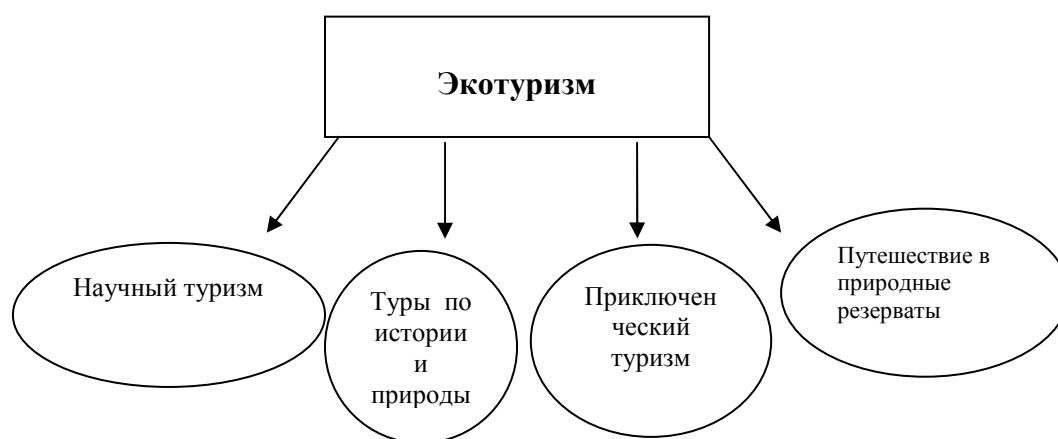 Экотуризм
Научный туризм
Туры по
истории
и
природы
Приключен
ческий
туризм
Путешествие в
природные
резерваты